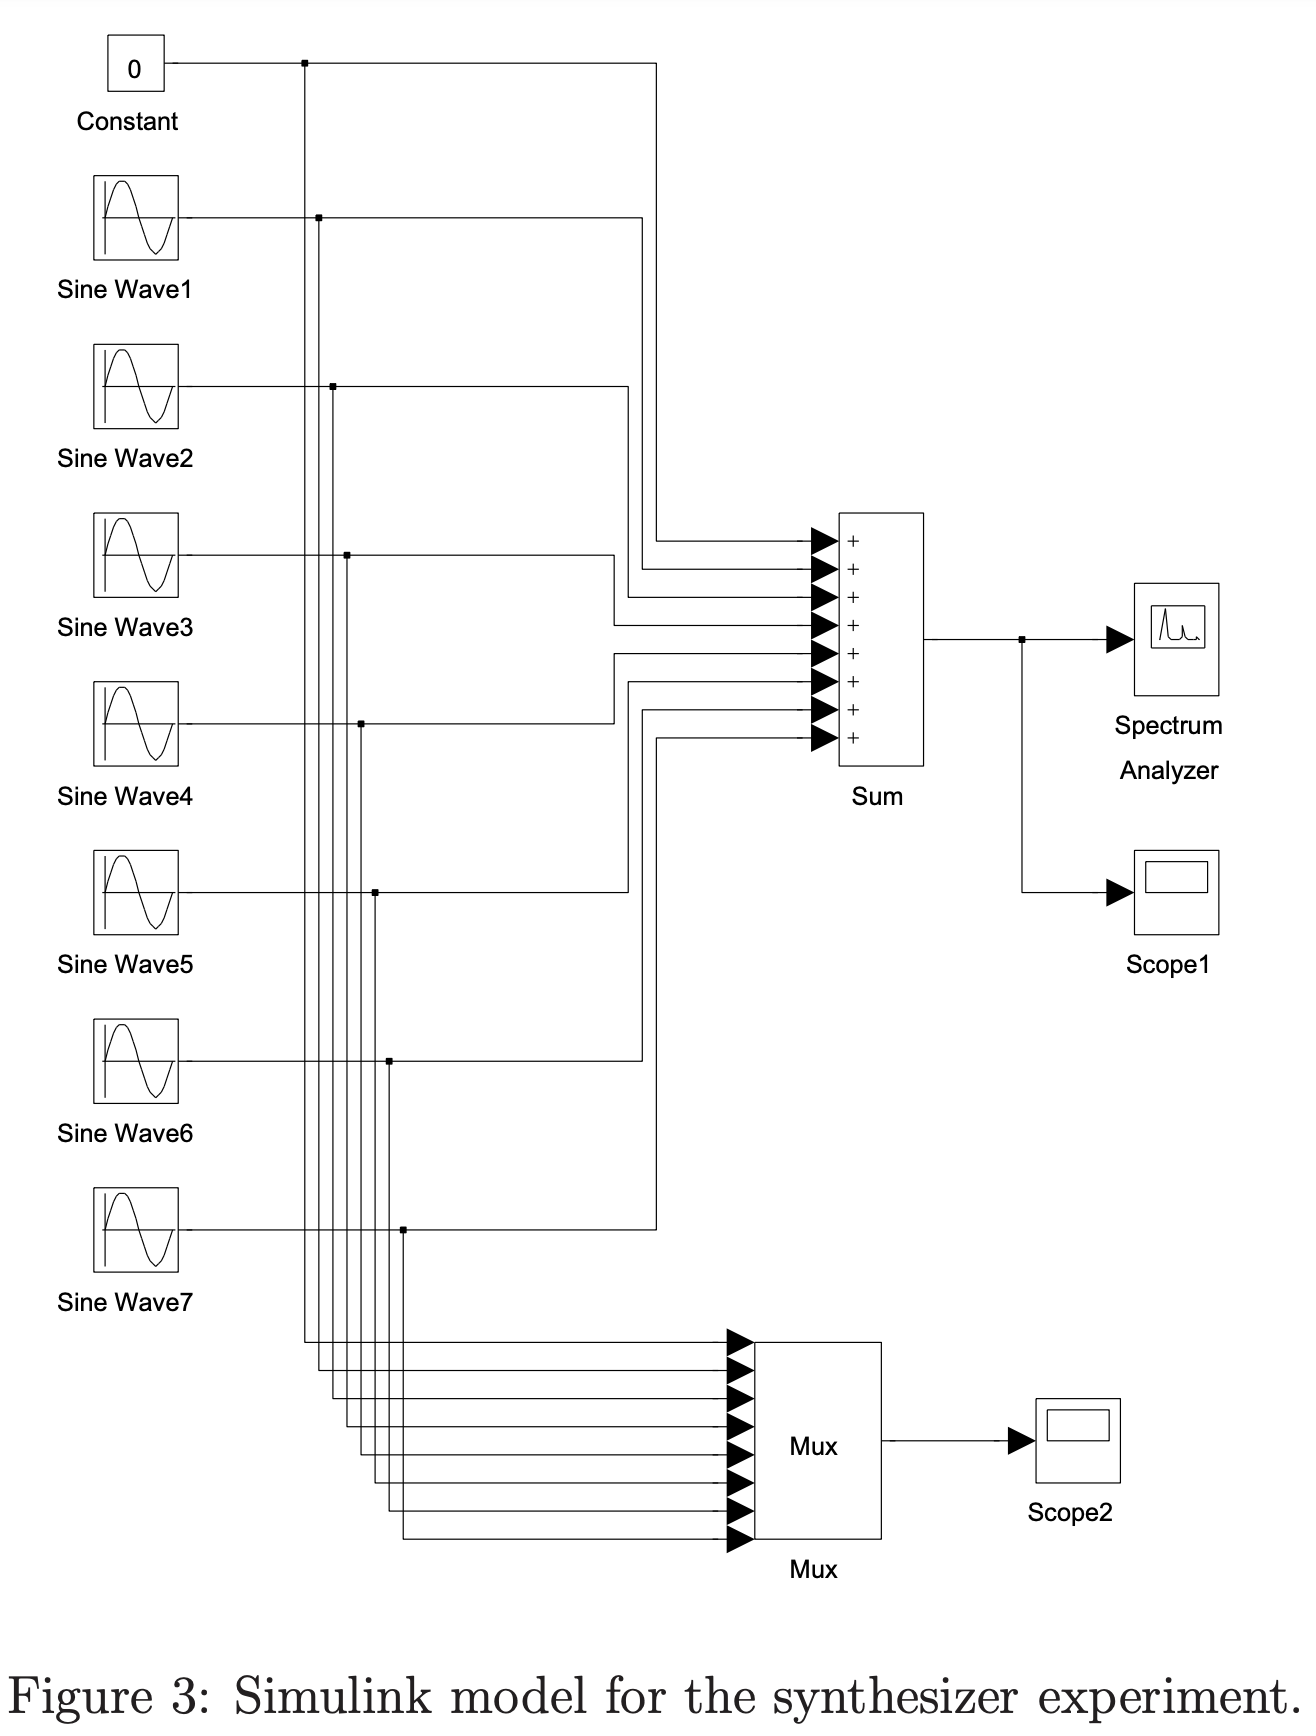 0
Constant
Sine Wave1
Sine Wave2
Sine Wave3
Sine Wave4
Sine Wave5
Sine Wave6
Sine Wave7
+
+
+
+
+
+
+
+
Sum
Spectrum
Analyzer
Scope1
Mux
Mux
Scope2
Figure 3: Simulink model for the synthesizer experiment.